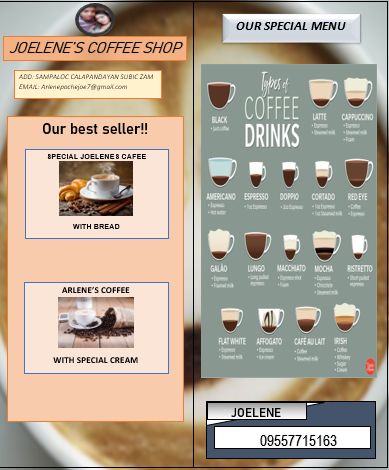 JOELENE'S COFFEE SHOP
ADD: SAMPALOC CALAPANDAYAN SUBIC ZAM
EMAIL: Arlenepochejoe7@gmail.com
Our best seller!!
SPECIAL JOELENE S CAFEE
WITH BREAD
ARLENE'S COFFEE
WITH SPECIAL CREAM
OUR SPECIAL MENU
Types of
COFFEE
DRINKS
BLACK
• Just coffee
LATTE
• Espresso
• Steamed milk
CAPPUCCINO
• Espresso
• Steamed milk
• Foam
AMERICANO
• Espresso
• Hot water
ESPRESSO
• 1oz Espresso
DOPPIO
• 2oz Espresso
CORTADO
• 1oz Espresso
• 1oz Steamed milk
RED EYE
• Coffee
• Espresso
GALÃO
• Espresso
• Foamed milk
LUNGO
• Long pulled
espresso
MACCHIATO
• Espresso
• Foam
MOCHA
• Espresso
• Chocolate
• Steamed milk
RISTRETTO
• Short pulled
espresso
FLAT WHITE
• Espresso
• Steamed milk
AFFOGATO
• Espresso
• Ice cream
CAFÉ AU LAIT
• Coffee
• Steamed milk
IRISH
• Coffee
• Whiskey
• Sugar
• Cream
JOELENE
09557715163